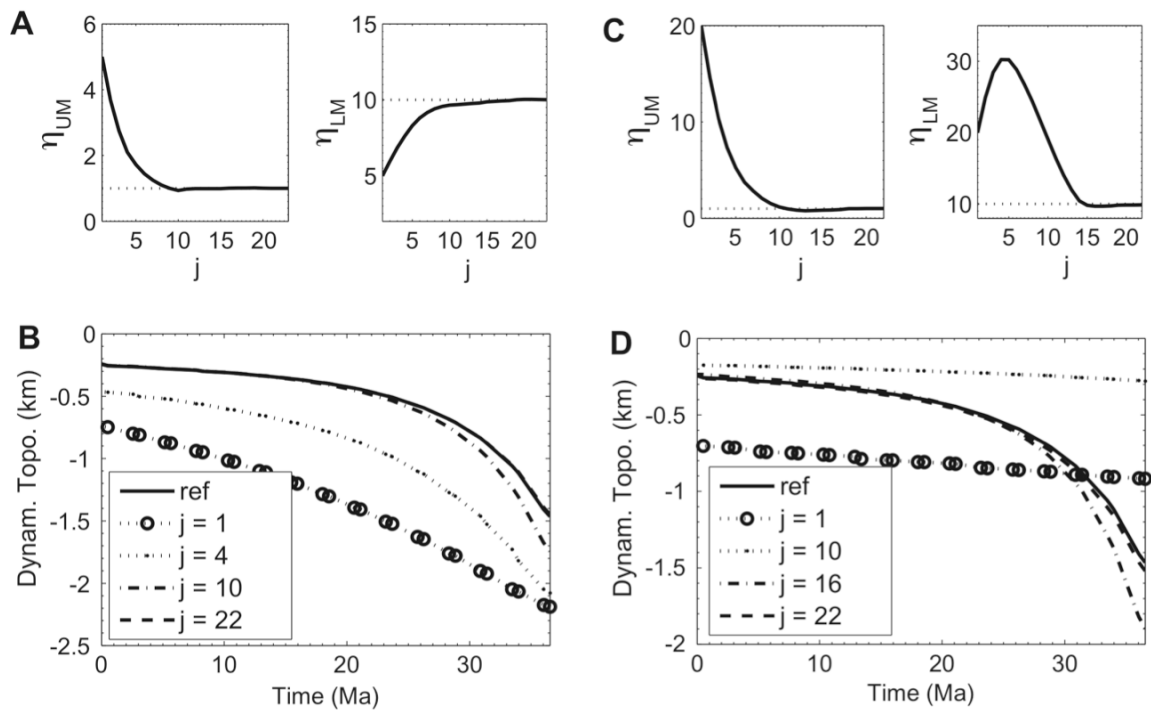 A
η_UM
6
4
2
0
5 10 15 20
j
η_LM
15
10
5
5 10 15 20
j
C
η_UM
20
10
0
5 10 15 20
j
η_LM
30
20
10
5 10 15 20
j
B
Dynam. Topo. (km)
0
-0.5
-1
-1.5
-2
-2.5
ref
j = 1
j = 4
j = 10
j = 22
0 10 20 30
Time (Ma)
D
Dynam. Topo. (km)
0
-0.5
-1
-1.5
-2
ref
j = 1
j = 10
j = 16
j = 22
0 10 20 30
Time (Ma)